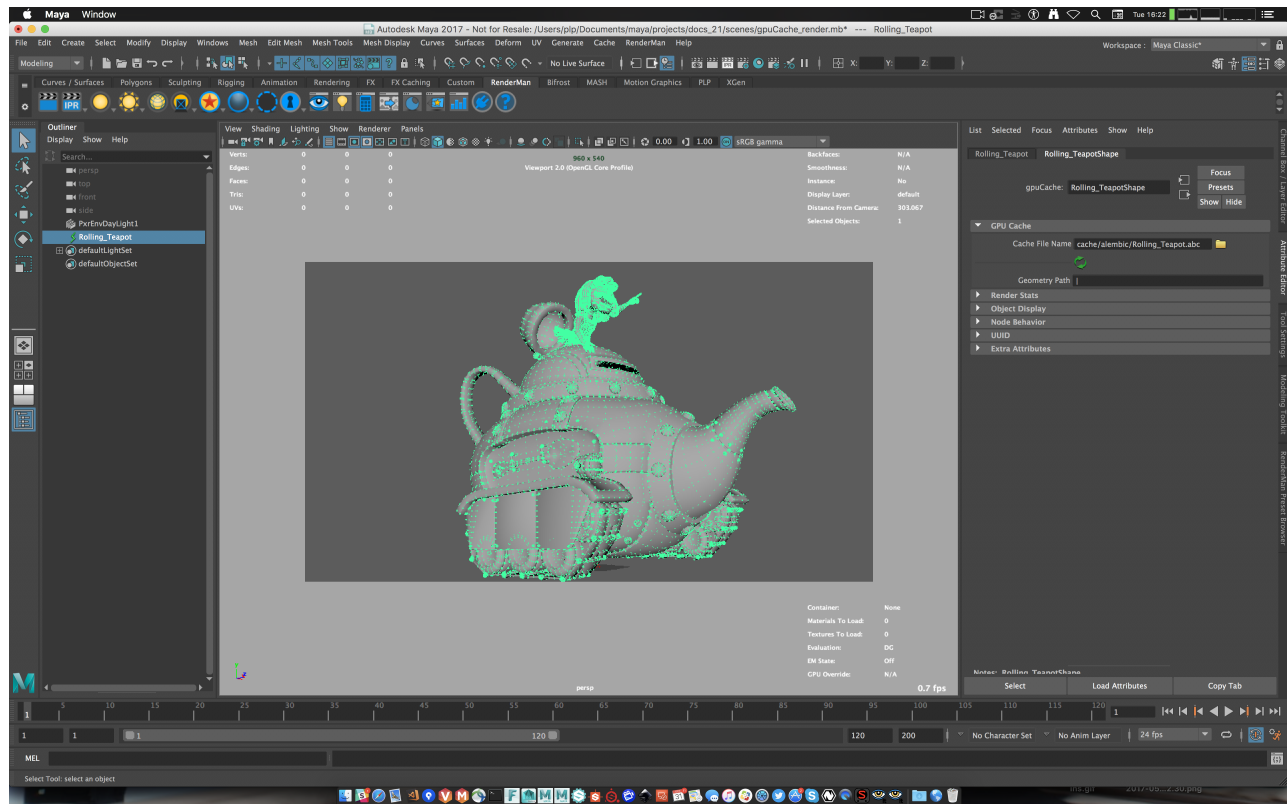 Maya Window
Tue 16:22
Autodesk Maya 2017 - Not for Resale: /Users/plp/Documents/maya/projects/docs_21/scenes/gpuCache_render.mb* --- Rolling_Teapot
File Edit Create Select Modify Display Windows Mesh Edit Mesh Mesh Tools Mesh Display Curves Surfaces Deform UV Generate Cache RenderMan Help
Workspace : Maya Classic*
Modeling
No Live Surface
X: Y: Z:
Curves / Surfaces Polygons Sculpting Rigging Animation Rendering FX FX Caching Custom RenderMan Bifrost MASH Motion Graphics PLP XGen
IPR
Outliner
Display Show Help
Search...
persp
top
front
side
PxrEnvDayLight1
Rolling_Teapot
defaultLightSet
defaultObjectSet
View Shading Lighting Show Renderer Panels
0.00 1.00 sRGB gamma
Verts: 0 0 0
Edges: 0 0 0
Faces: 0 0 0
Tris: 0 0 0
UVs: 0 0 0
960 x 540
Viewport 2.0 (OpenGL Core Profile)
Backfaces: N/A
Smoothness: N/A
Instance: No
Display Layer: default
Distance From Camera: 303.067
Selected Objects: 1
Container: None
Materials To Load: 0
Textures To Load: 0
Evaluation: DG
EM State: Off
GPU Override: N/A
persp
0.7 fps
List Selected Focus Attributes Show Help
Rolling_Teapot Rolling_TeapotShape
gpuCache: Rolling_TeapotShape
Focus
Presets
Show Hide
GPU Cache
Cache File Name cache/alembic/Rolling_Teapot.abc
Geometry Path |
Render Stats
Object Display
Node Behavior
UUID
Extra Attributes
Notes: Rolling_TeapotShape
Select Load Attributes Copy Tab
Channel Box / Layer Editor
Attribute Editor
Tool Settings
Modeling Toolkit
RenderMan Preset Browser
1 5 10 15 20 25 30 35 40 45 50 55 60 65 70 75 80 85 90 95 100 105 110 115 120 1
1 1 1 120 120 200 No Character Set No Anim Layer 24 fps
MEL
Select Tool: select an object